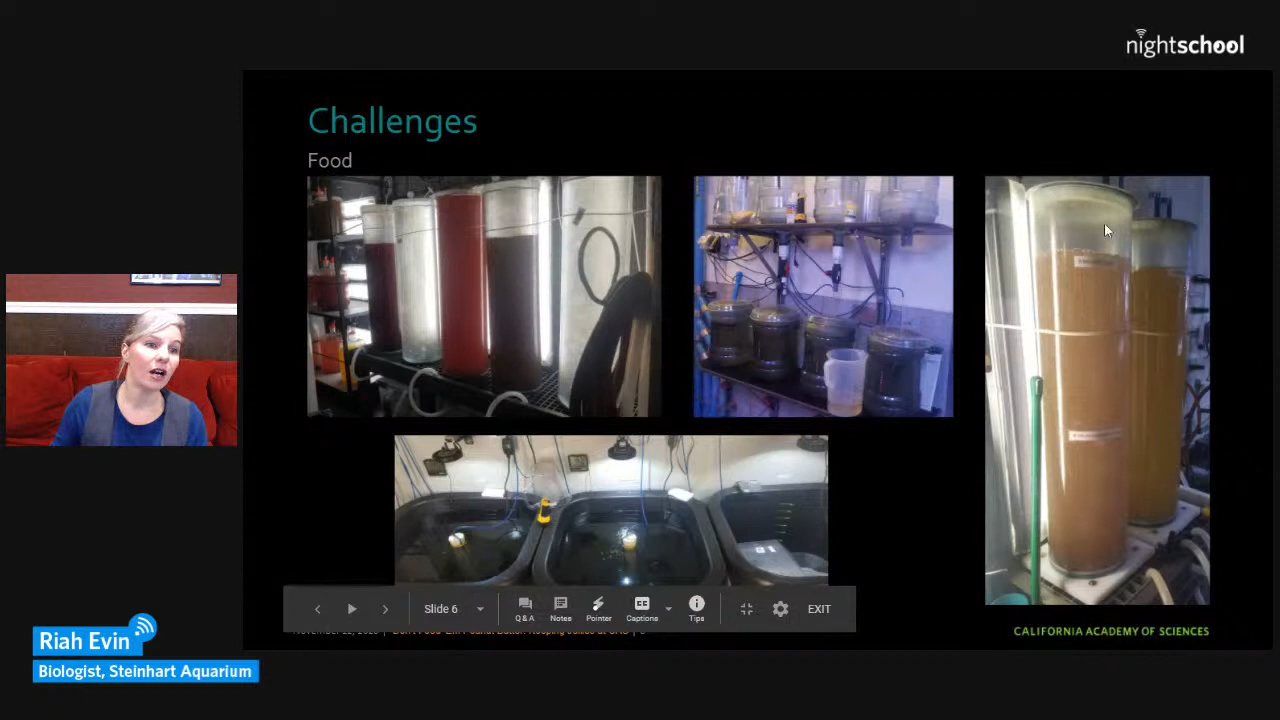 nightschool
Challenges
Food
Slide 6
Q&A
Notes
Pointer
Captions
Tips
EXIT
CALIFORNIA ACADEMY OF SCIENCES
Riah Evin
Biologist, Steinhart Aquarium